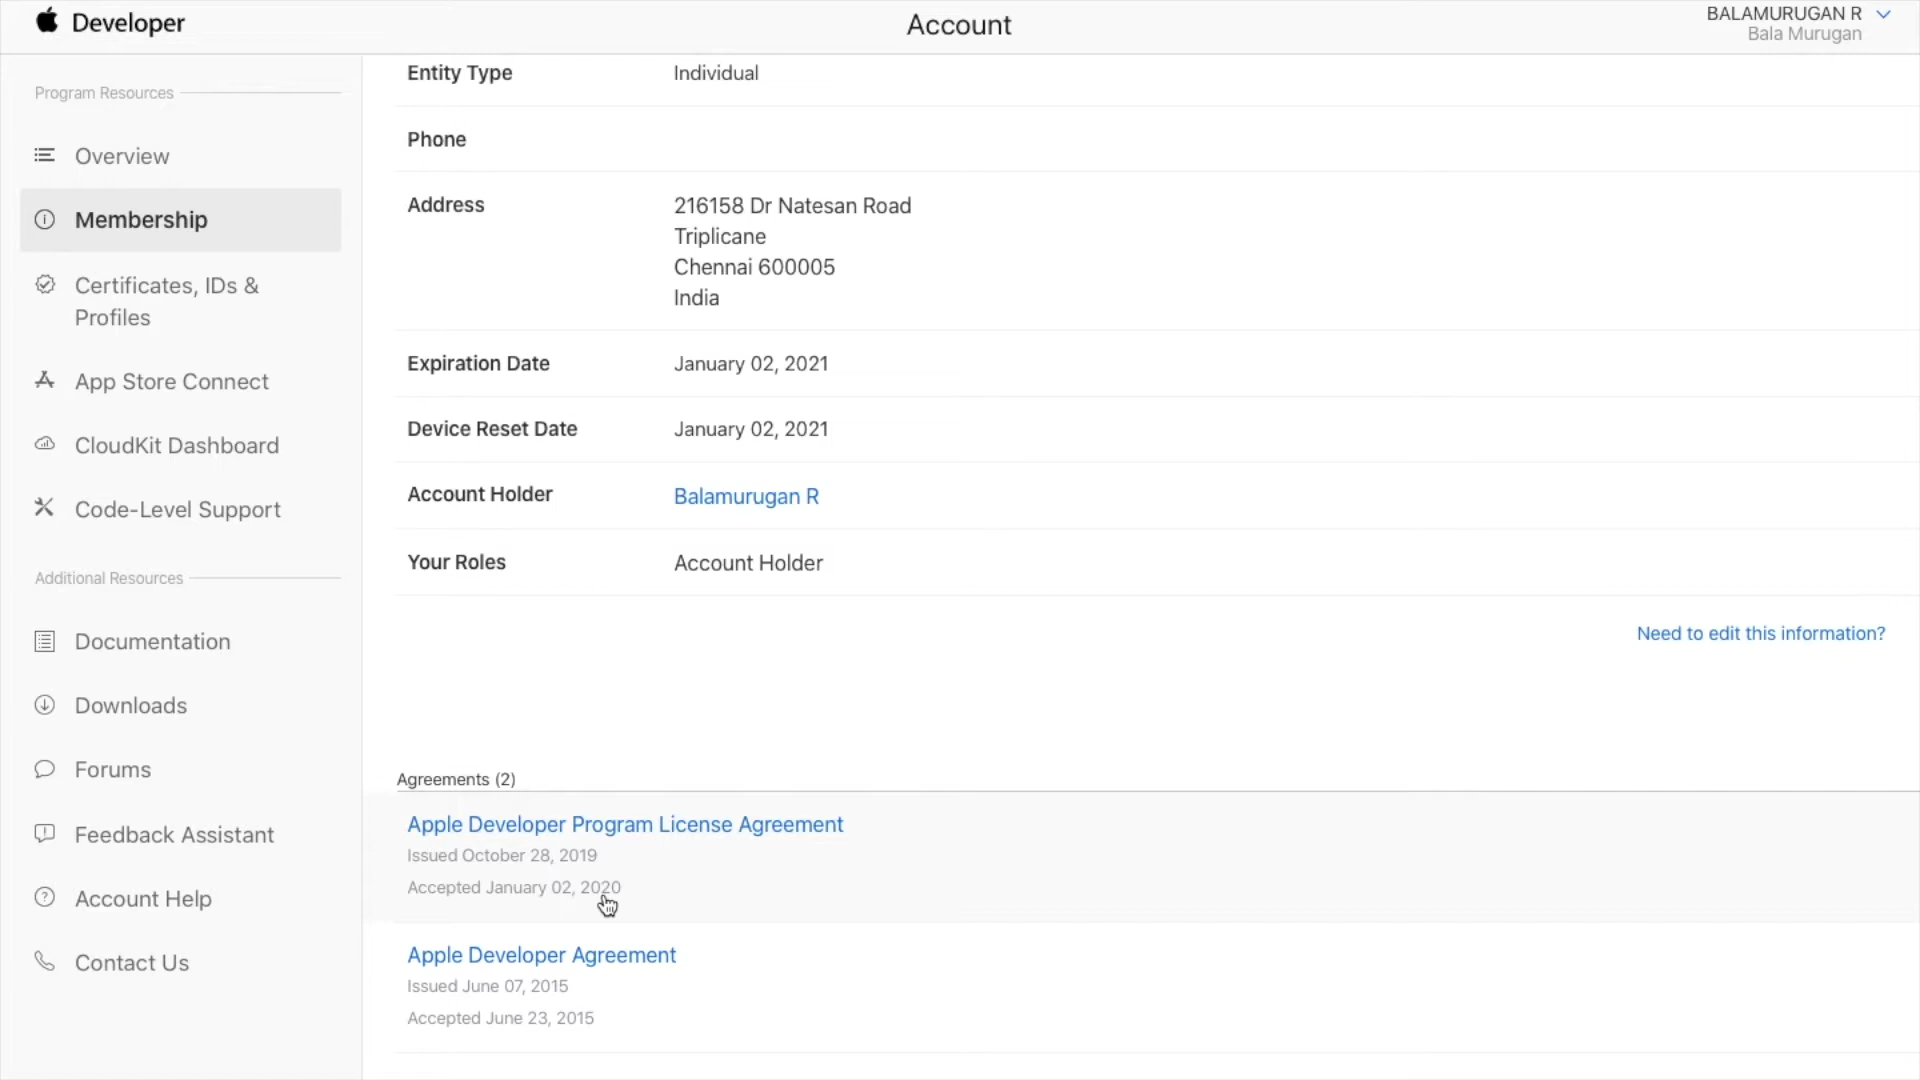 Developer
Account
BALAMURUGAN R
Bala Murugan
Program Resources
Overview
Membership
Certificates, IDs &
Profiles
App Store Connect
CloudKit Dashboard
Code-Level Support
Additional Resources
Documentation
Downloads
Forums
Feedback Assistant
Account Help
Contact Us
Entity Type Individual
Phone
Address 216158 Dr Natesan Road
Triplicane
Chennai 600005
India
Expiration Date January 02, 2021
Device Reset Date January 02, 2021
Account Holder Balamurugan R
Your Roles Account Holder
Need to edit this information?
Agreements (2)
Apple Developer Program License Agreement
Issued October 28, 2019
Accepted January 02, 2020
Apple Developer Agreement
Issued June 07, 2015
Accepted June 23, 2015